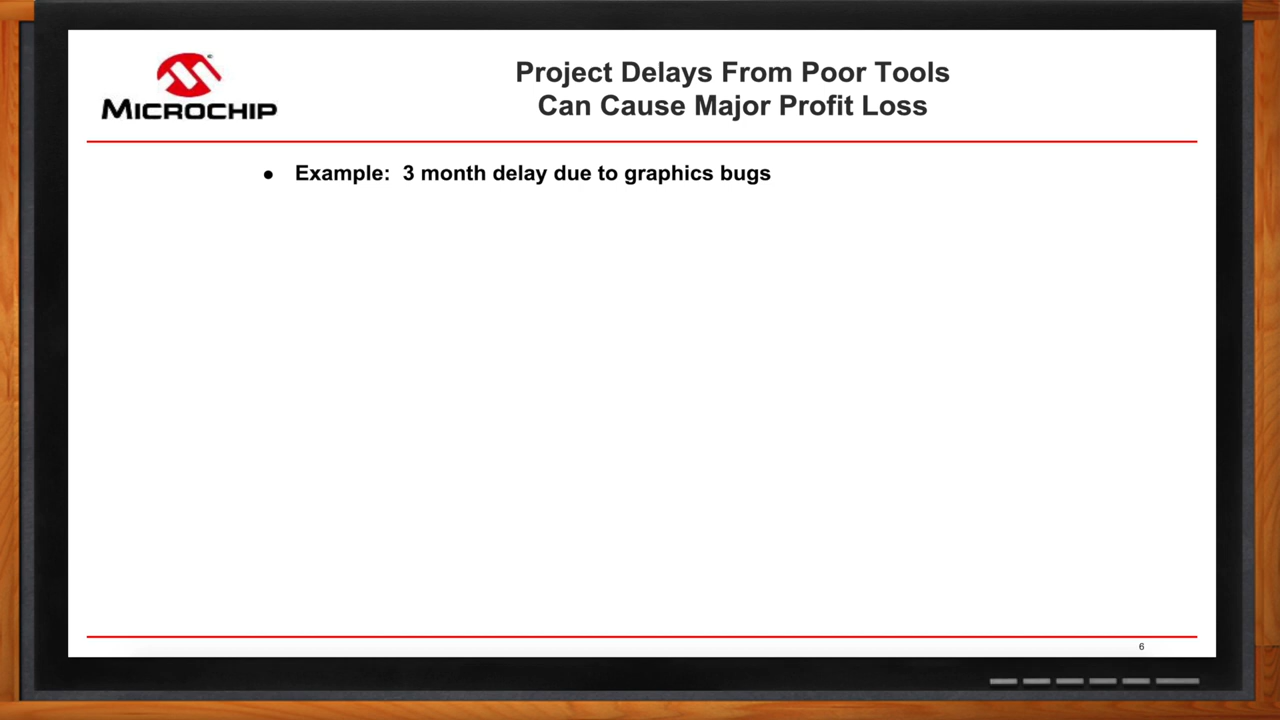 MICROCHIP
Project Delays From Poor Tools
Can Cause Major Profit Loss
● Example: 3 month delay due to graphics bugs
6